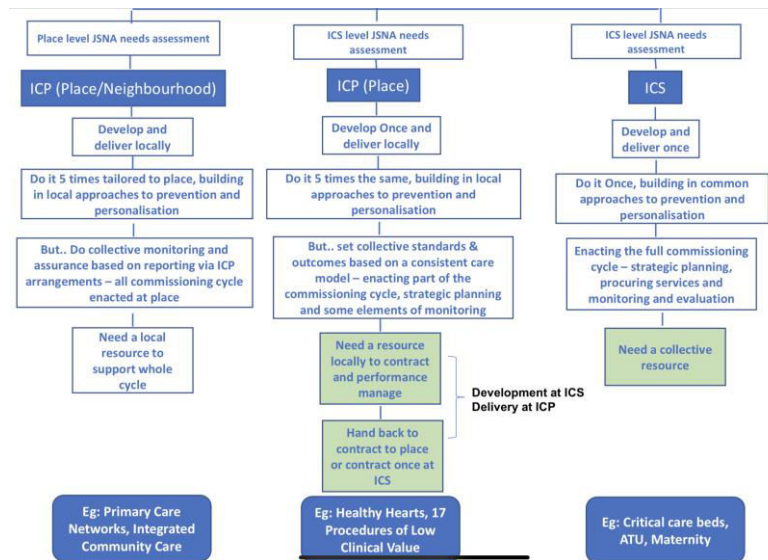 Place level JSNA needs assessment
ICP (Place/Neighbourhood)
Develop and
deliver locally
Do it 5 times tailored to place, building
in local approaches to prevention and
personalisation
But.. Do collective monitoring and
assurance based on reporting via ICP
arrangements – all commissioning cycle
enacted at place
Need a local
resource to
support whole
cycle
Eg: Primary Care
Networks, Integrated
Community Care
ICS level JSNA needs
assessment
ICP (Place)
Develop Once and
deliver locally
Do it 5 times the same, building in local
approaches to prevention and
personalisation
But.. set collective standards &
outcomes based on a consistent care
model – enacting part of the
commissioning cycle, strategic planning
and some elements of monitoring
Need a resource
locally to contract
and performance
manage
Hand back to
contract to place
or contract once at
ICS
Development at ICS
Delivery at ICP
Eg: Healthy Hearts, 17
Procedures of Low
Clinical Value
ICS level JSNA needs
assessment
ICS
Develop and
deliver once
Do it Once, building in common
approaches to prevention and
personalisation
Enacting the full commissioning
cycle – strategic planning,
procuring services and
monitoring and evaluation
Need a collective
resource
Eg: Critical care beds,
ATU, Maternity